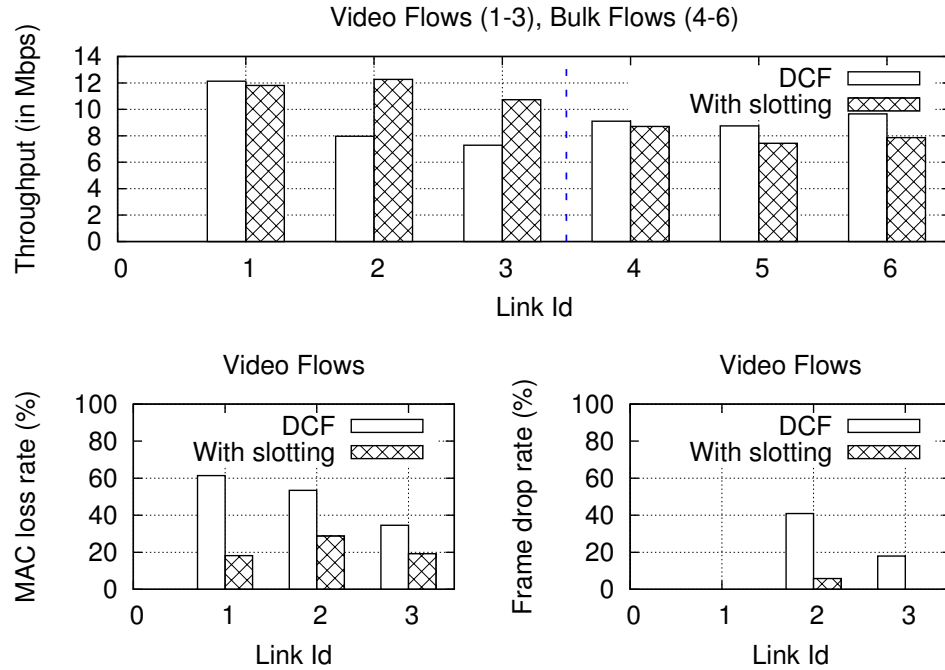 Video Flows (1-3), Bulk Flows (4-6)
Throughput (in Mbps)
14
12
10
8
6
4
2
0
DCF
With slotting
0 1 2 3 4 5 6
Link Id
Video Flows
MAC loss rate (%)
100
80
60
40
20
0
DCF
With slotting
0 1 2 3
Link Id
Video Flows
Frame drop rate (%)
100
80
60
40
20
0
DCF
With slotting
0 1 2 3
Link Id